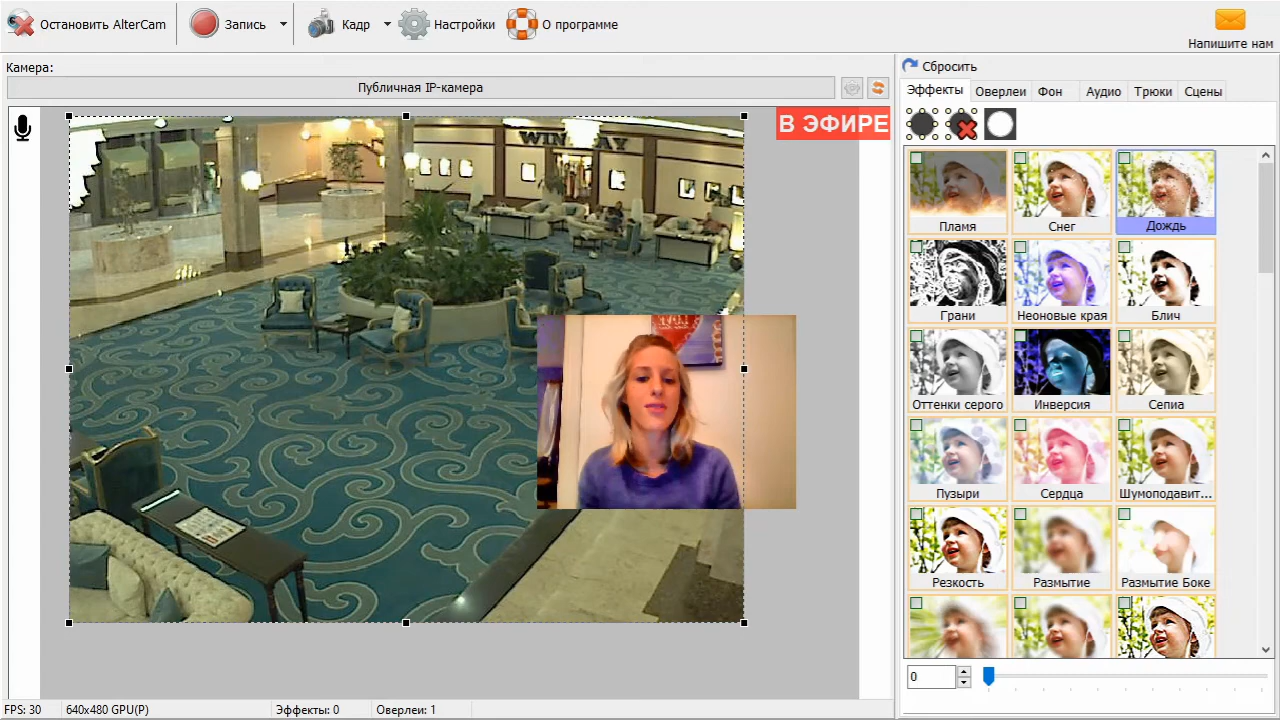 Остановить AlterCam
Запись
Кадр
Настройки
О программе
Напишите нам
Камера:
Публичная IP-камера
Сбросить
Эффекты
Оверлеи
Фон
Аудио
Трюки
Сцены
В ЭФИРЕ
Пламя
Снег
Дождь
Грани
Неоновые края
Блич
Оттенки серого
Инверсия
Сепиа
Пузыри
Сердца
Шумоподавит...
Резкость
Размытие
Размытие Боке
0
FPS: 30
640x480 GPU(P)
Эффекты: 0
Оверлеи: 1